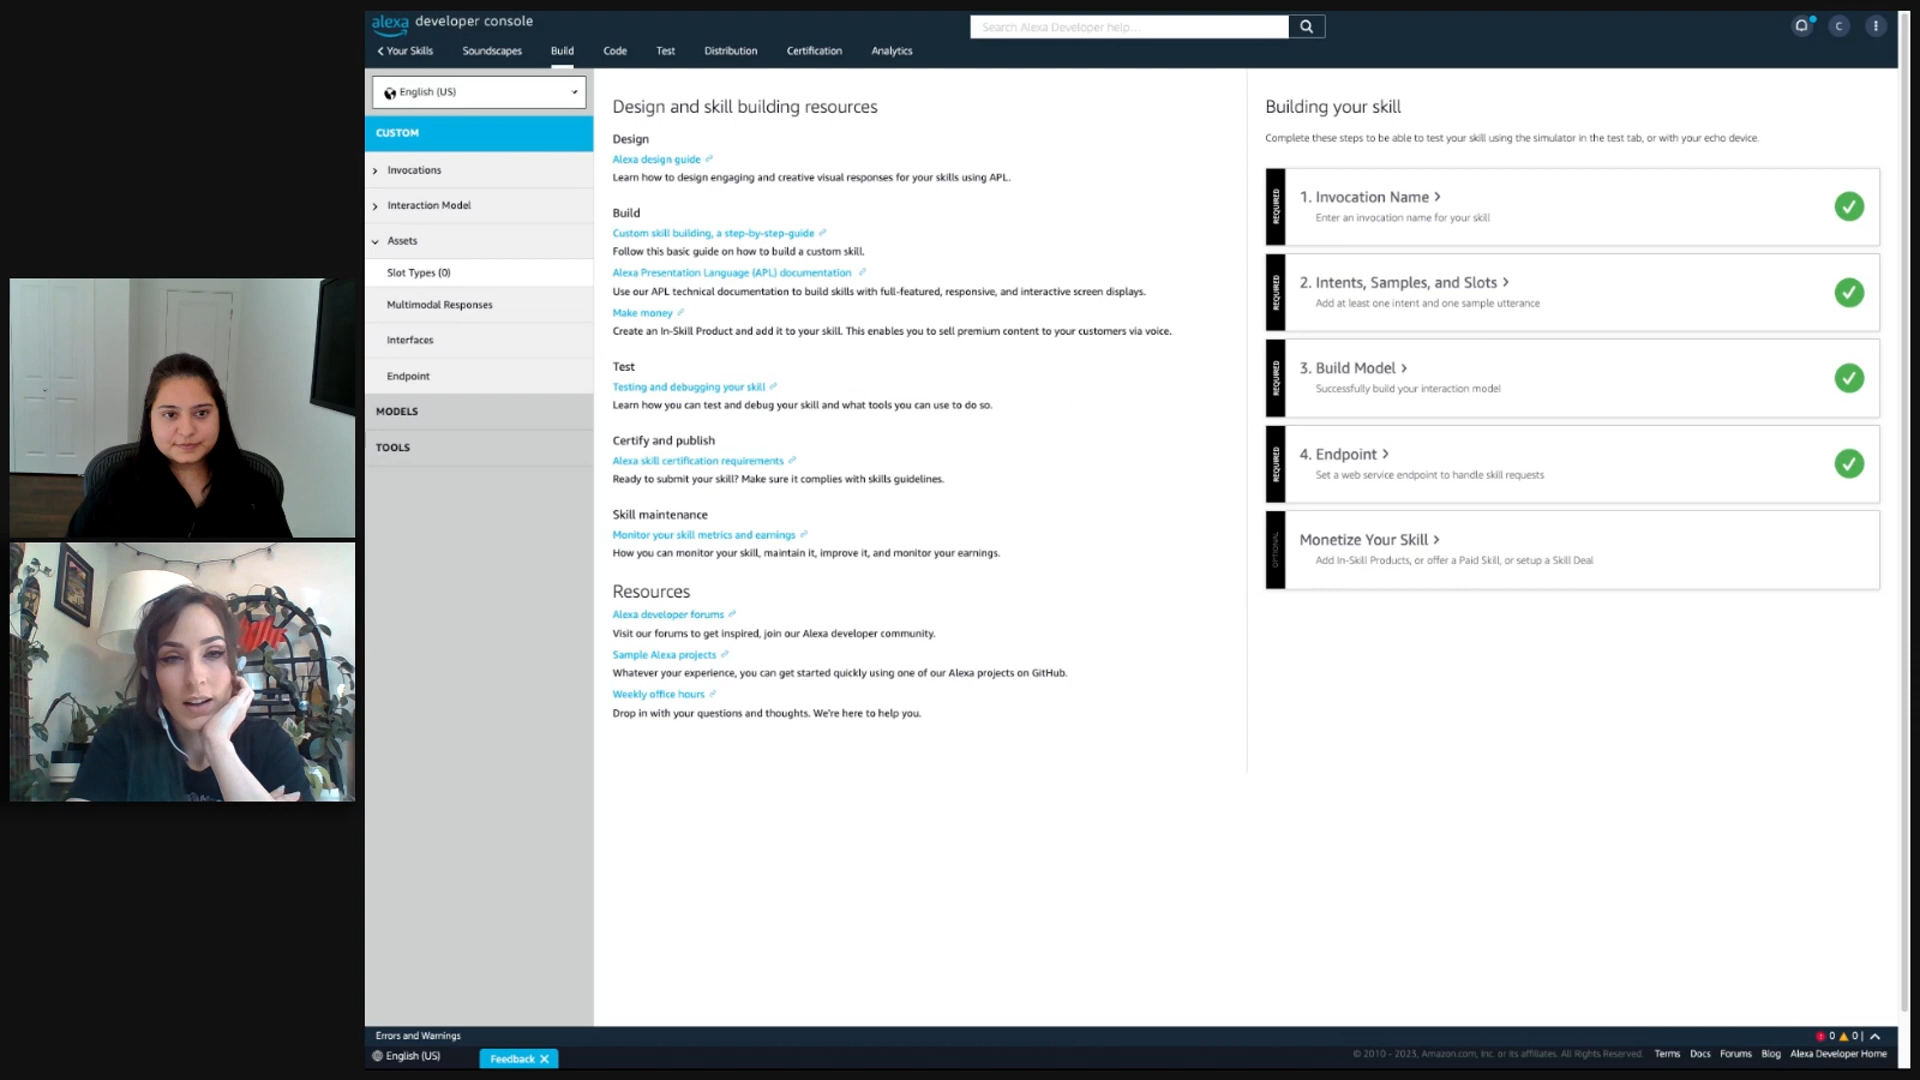 alexa developer console
Search Alexa Developer help...
C
Your Skills Soundscapes Build Code Test Distribution Certification Analytics
English (US)
CUSTOM
Invocations
Interaction Model
Assets
Slot Types (0)
Multimodal Responses
Interfaces
Endpoint
MODELS
TOOLS
Design and skill building resources
Design
Alexa design guide
Learn how to design engaging and creative visual responses for your skills using APL.
Build
Custom skill building, a step-by-step-guide
Follow this basic guide on how to build a custom skill.
Alexa Presentation Language (APL) documentation
Use our APL technical documentation to build skills with full-featured, responsive, and interactive screen displays.
Make money
Create an In-Skill Product and add it to your skill. This enables you to sell premium content to your customers via voice.
Test
Testing and debugging your skill
Learn how you can test and debug your skill and what tools you can use to do so.
Certify and publish
Alexa skill certification requirements
Ready to submit your skill? Make sure it complies with skills guidelines.
Skill maintenance
Monitor your skill metrics and earnings
How you can monitor your skill, maintain it, improve it, and monitor your earnings.
Resources
Alexa developer forums
Visit our forums to get inspired, join our Alexa developer community.
Sample Alexa projects
Whatever your experience, you can get started quickly using one of our Alexa projects on GitHub.
Weekly office hours
Drop in with your questions and thoughts. We're here to help you.
Building your skill
Complete these steps to be able to test your skill using the simulator in the test tab, or with your echo device.
REQUIRED
1. Invocation Name
Enter an invocation name for your skill
REQUIRED
2. Intents, Samples, and Slots
Add at least one intent and one sample utterance
REQUIRED
3. Build Model
Successfully build your interaction model
REQUIRED
4. Endpoint
Set a web service endpoint to handle skill requests
OPTIONAL
Monetize Your Skill
Add In-Skill Products, or offer a Paid Skill, or setup a Skill Deal
Errors and Warnings
0 0 |
English (US)
Feedback
© 2010 - 2023, Amazon.com, Inc. or its affiliates. All Rights Reserved. Terms Docs Forums Blog Alexa Developer Home